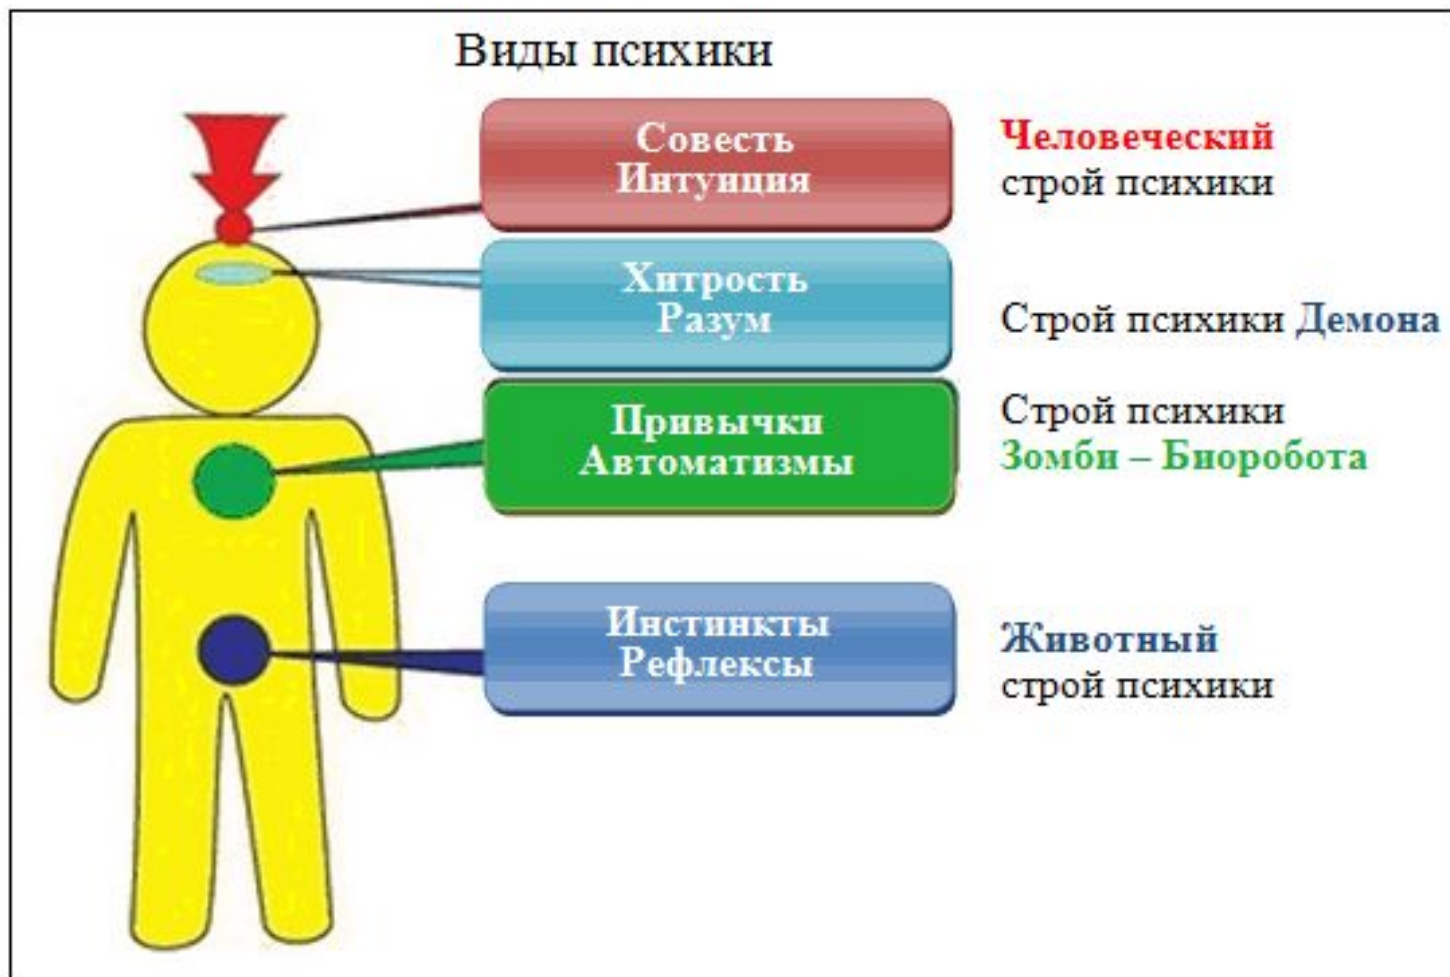 Виды психики
Совесть
Интуиция
Человеческий
строй психики
Хитрость
Разум
Строй психики Демона
Привычки
Автоматизмы
Строй психики
Зомби – Биоробота
Инстинкты
Рефлексы
Животный
строй психики